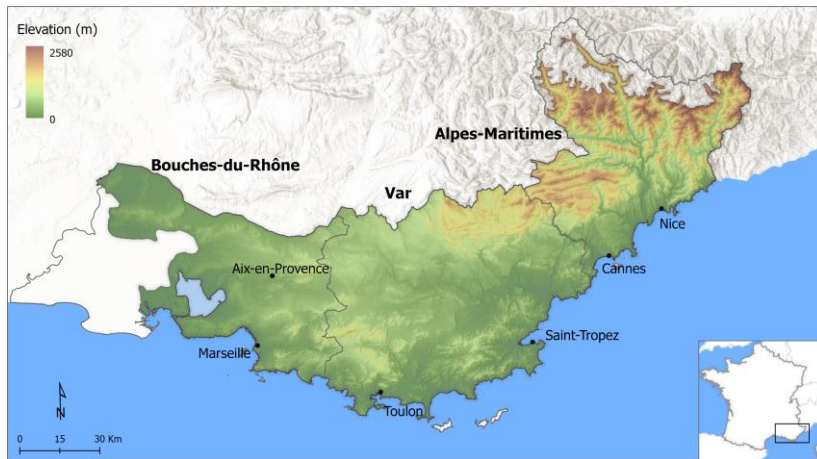 Elevation (m)
2580
0
Alpes-Maritimes
Bouches-du-Rhône
Var
Nice
Aix-en-Provence
Cannes
Saint-Tropez
Marseille
Toulon
N
0 15 30 Km